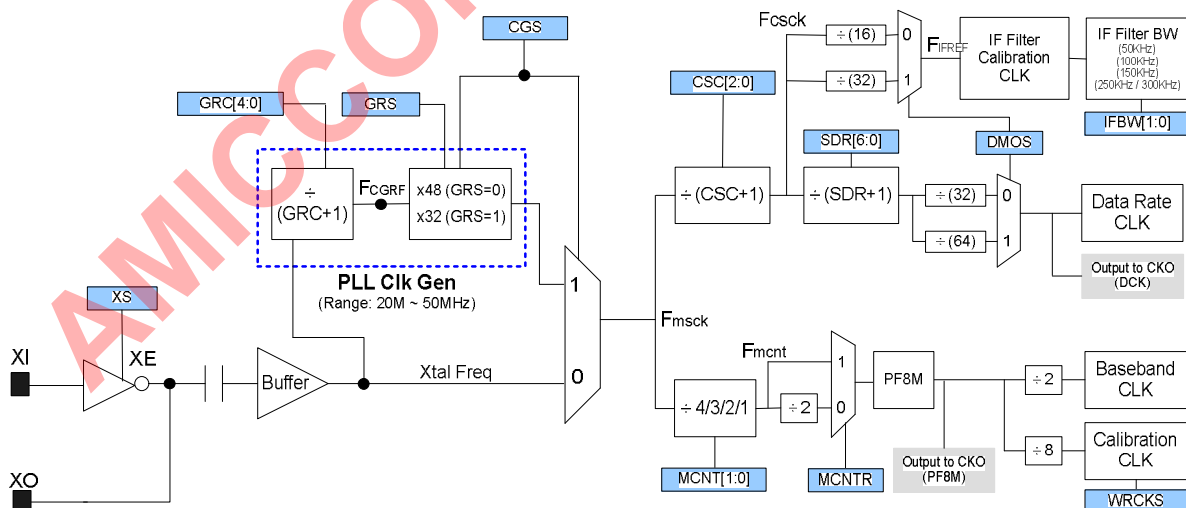 AMICCOM
CGS
GRC[4:0]
GRS
XS
÷
(GRC+1)
FCGRF
x48 (GRS=0)
x32 (GRS=1)
PLL Clk Gen
(Range: 20M ~ 50MHz)
XI
XE
XO
Buffer
Xtal Freq
1
0
Fmsck
Fcsck
CSC[2:0]
÷ (CSC+1)
÷ (16)
÷ (32)
0
1
FIFREF
IF Filter
Calibration
CLK
IF Filter BW
(50KHz)
(100KHz)
(150KHz)
(250KHz / 300KHz)
IFBW[1:0]
SDR[6:0]
÷ (SDR+1)
DMOS
÷ (32)
÷ (64)
0
1
Data Rate
CLK
Output to CKO
(DCK)
÷ 4/3/2/1
MCNT[1:0]
Fmcnt
÷ 2
1
0
MCNTR
PF8M
Output to CKO
(PF8M)
÷ 2
Baseband
CLK
÷ 8
Calibration
CLK
WRCKS